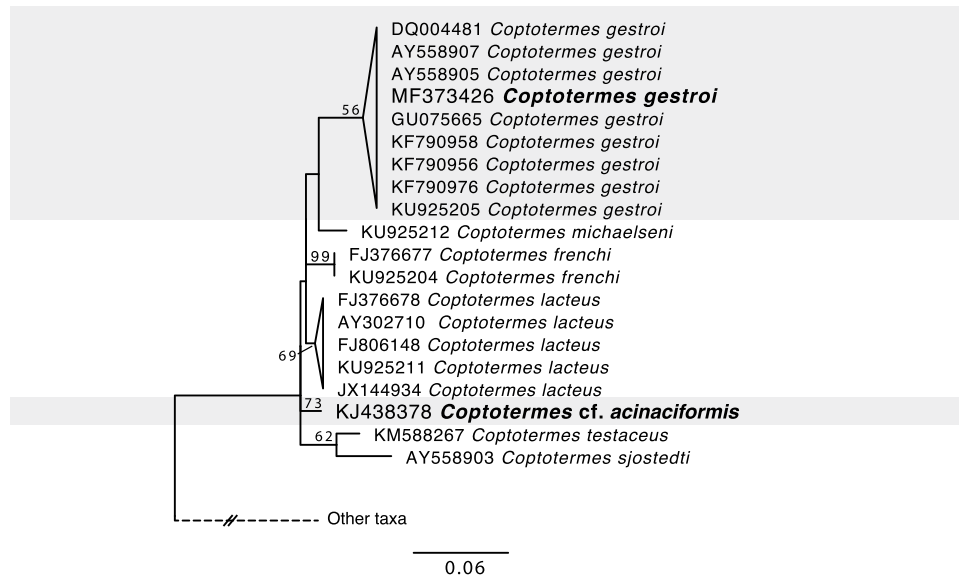 DQ004481 Coptotermes gestroi
AY558907 Coptotermes gestroi
AY558905 Coptotermes gestroi
MF373426 Coptotermes gestroi
56
GU075665 Coptotermes gestroi
KF790958 Coptotermes gestroi
KF790956 Coptotermes gestroi
KF790976 Coptotermes gestroi
KU925205 Coptotermes gestroi
KU925212 Coptotermes michaelseni
99
FJ376677 Coptotermes frenchi
KU925204 Coptotermes frenchi
FJ376678 Coptotermes lacteus
AY302710 Coptotermes lacteus
FJ806148 Coptotermes lacteus
69
KU925211 Coptotermes lacteus
JX144934 Coptotermes lacteus
73
KJ438378 Coptotermes cf. acinaciformis
62
KM588267 Coptotermes testaceus
AY558903 Coptotermes sjostedti
Other taxa
0.06